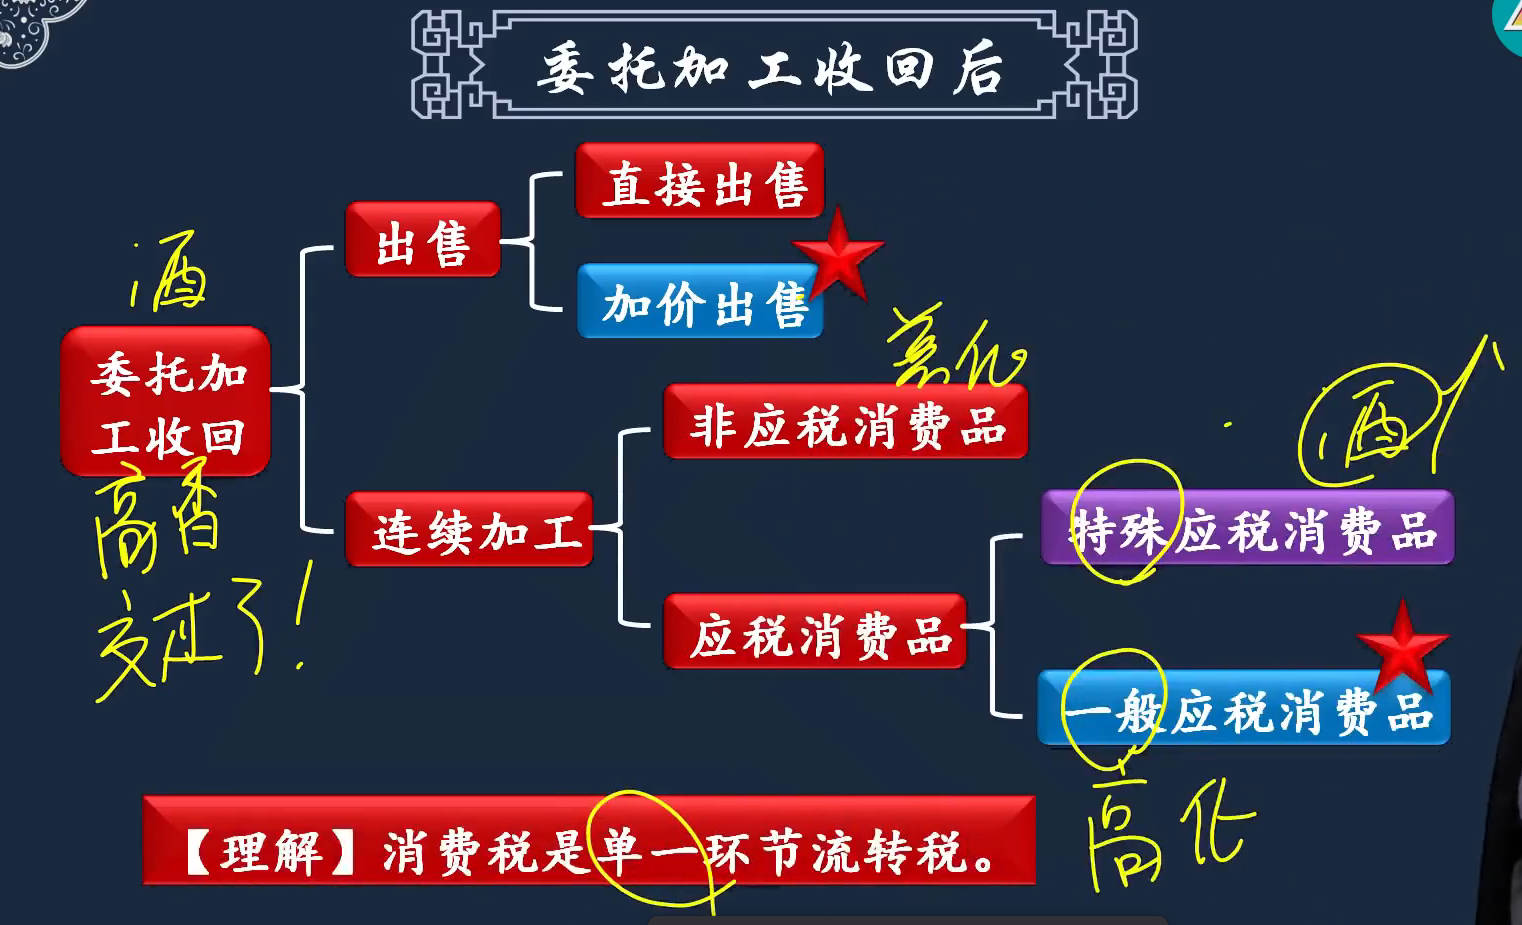 委托加工收回后
直接出售
出售
加价出售
酒
委托加
工收回
非应税消费品
酒
高香
交过了!
连续加工
特殊应税消费品
应税消费品
一般应税消费品
高化
【理解】消费税是单一环节流转税。